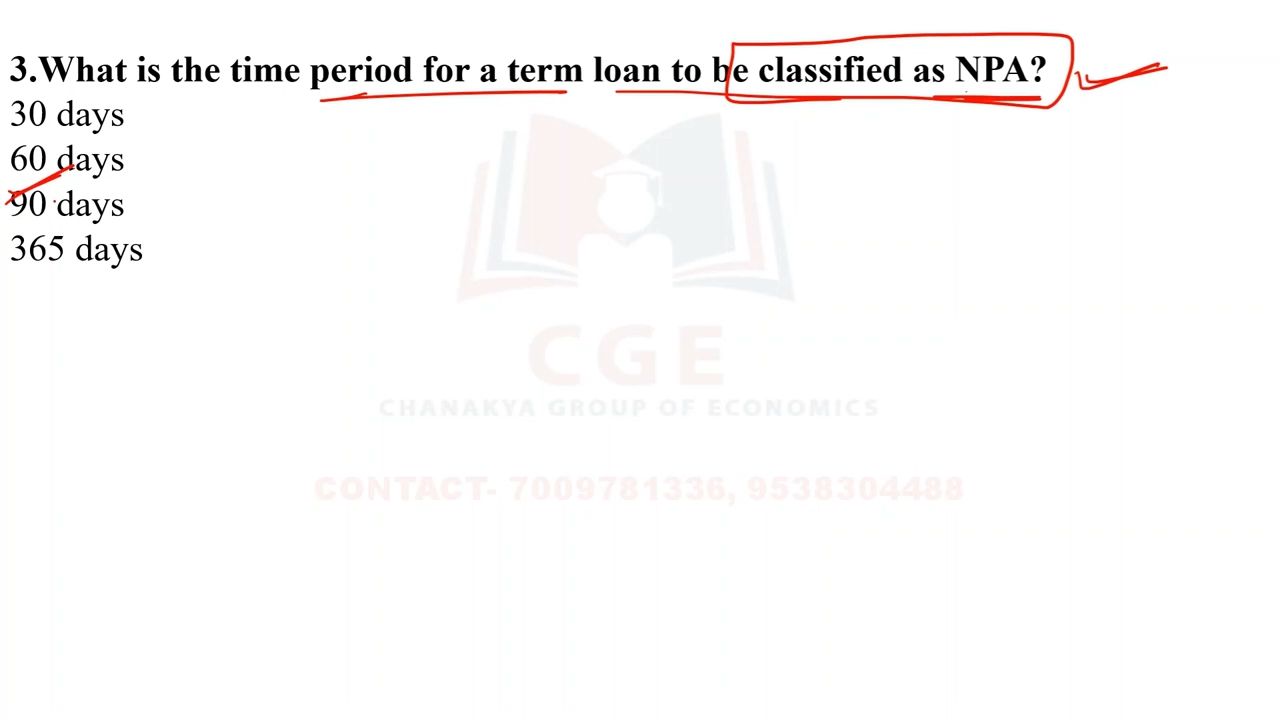 3.What is the time period for a term loan to be classified as NPA?
30 days
60 days
90 days
365 days
CGE
CHANAKYA GROUP OF ECONOMICS
CONTACT- 7009781336, 9538304488